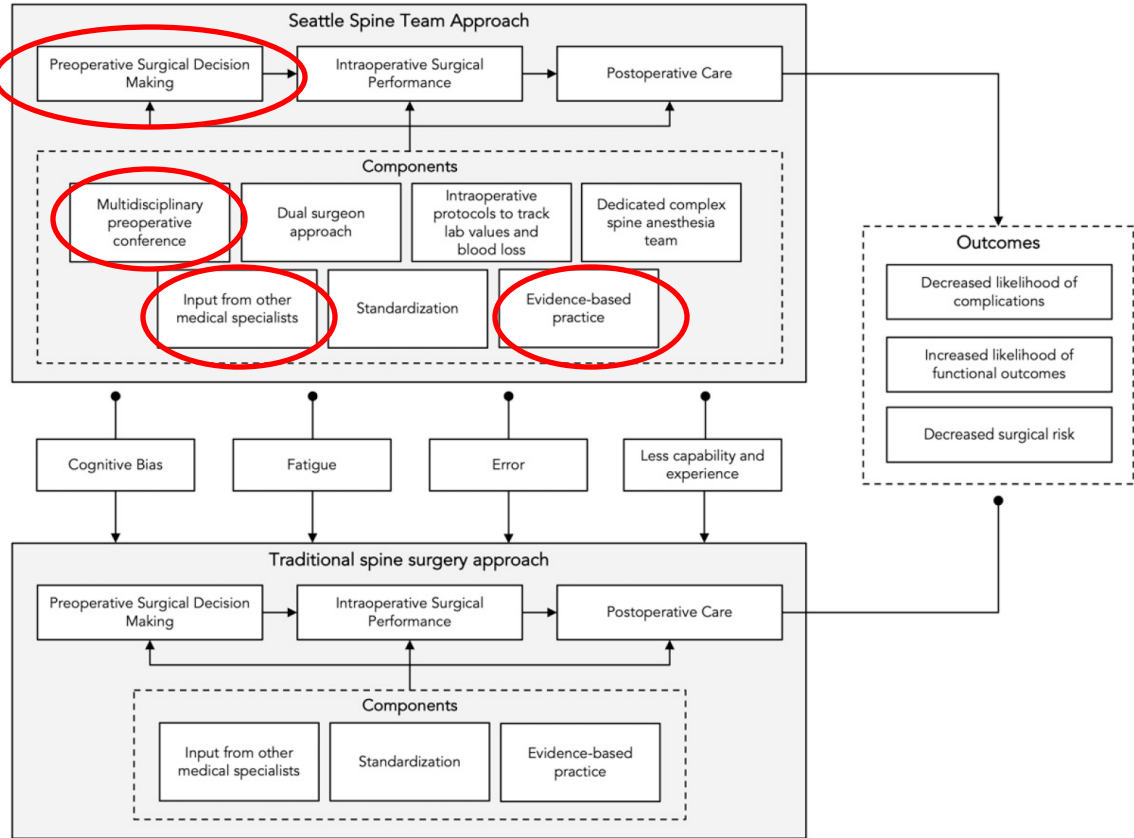 Seattle Spine Team Approach
Preoperative Surgical Decision
Making
Intraoperative Surgical
Performance
Postoperative Care
Components
Multidisciplinary
preoperative
conference
Dual surgeon
approach
Intraoperative
protocols to track
lab values and
blood loss
Dedicated complex
spine anesthesia
team
Input from other
medical specialists
Standardization
Evidence-based
practice
Outcomes
Decreased likelihood of
complications
Increased likelihood of
functional outcomes
Decreased surgical risk
Cognitive Bias
Fatigue
Error
Less capability and
experience
Traditional spine surgery approach
Preoperative Surgical Decision
Making
Intraoperative Surgical
Performance
Postoperative Care
Components
Input from other
medical specialists
Standardization
Evidence-based
practice